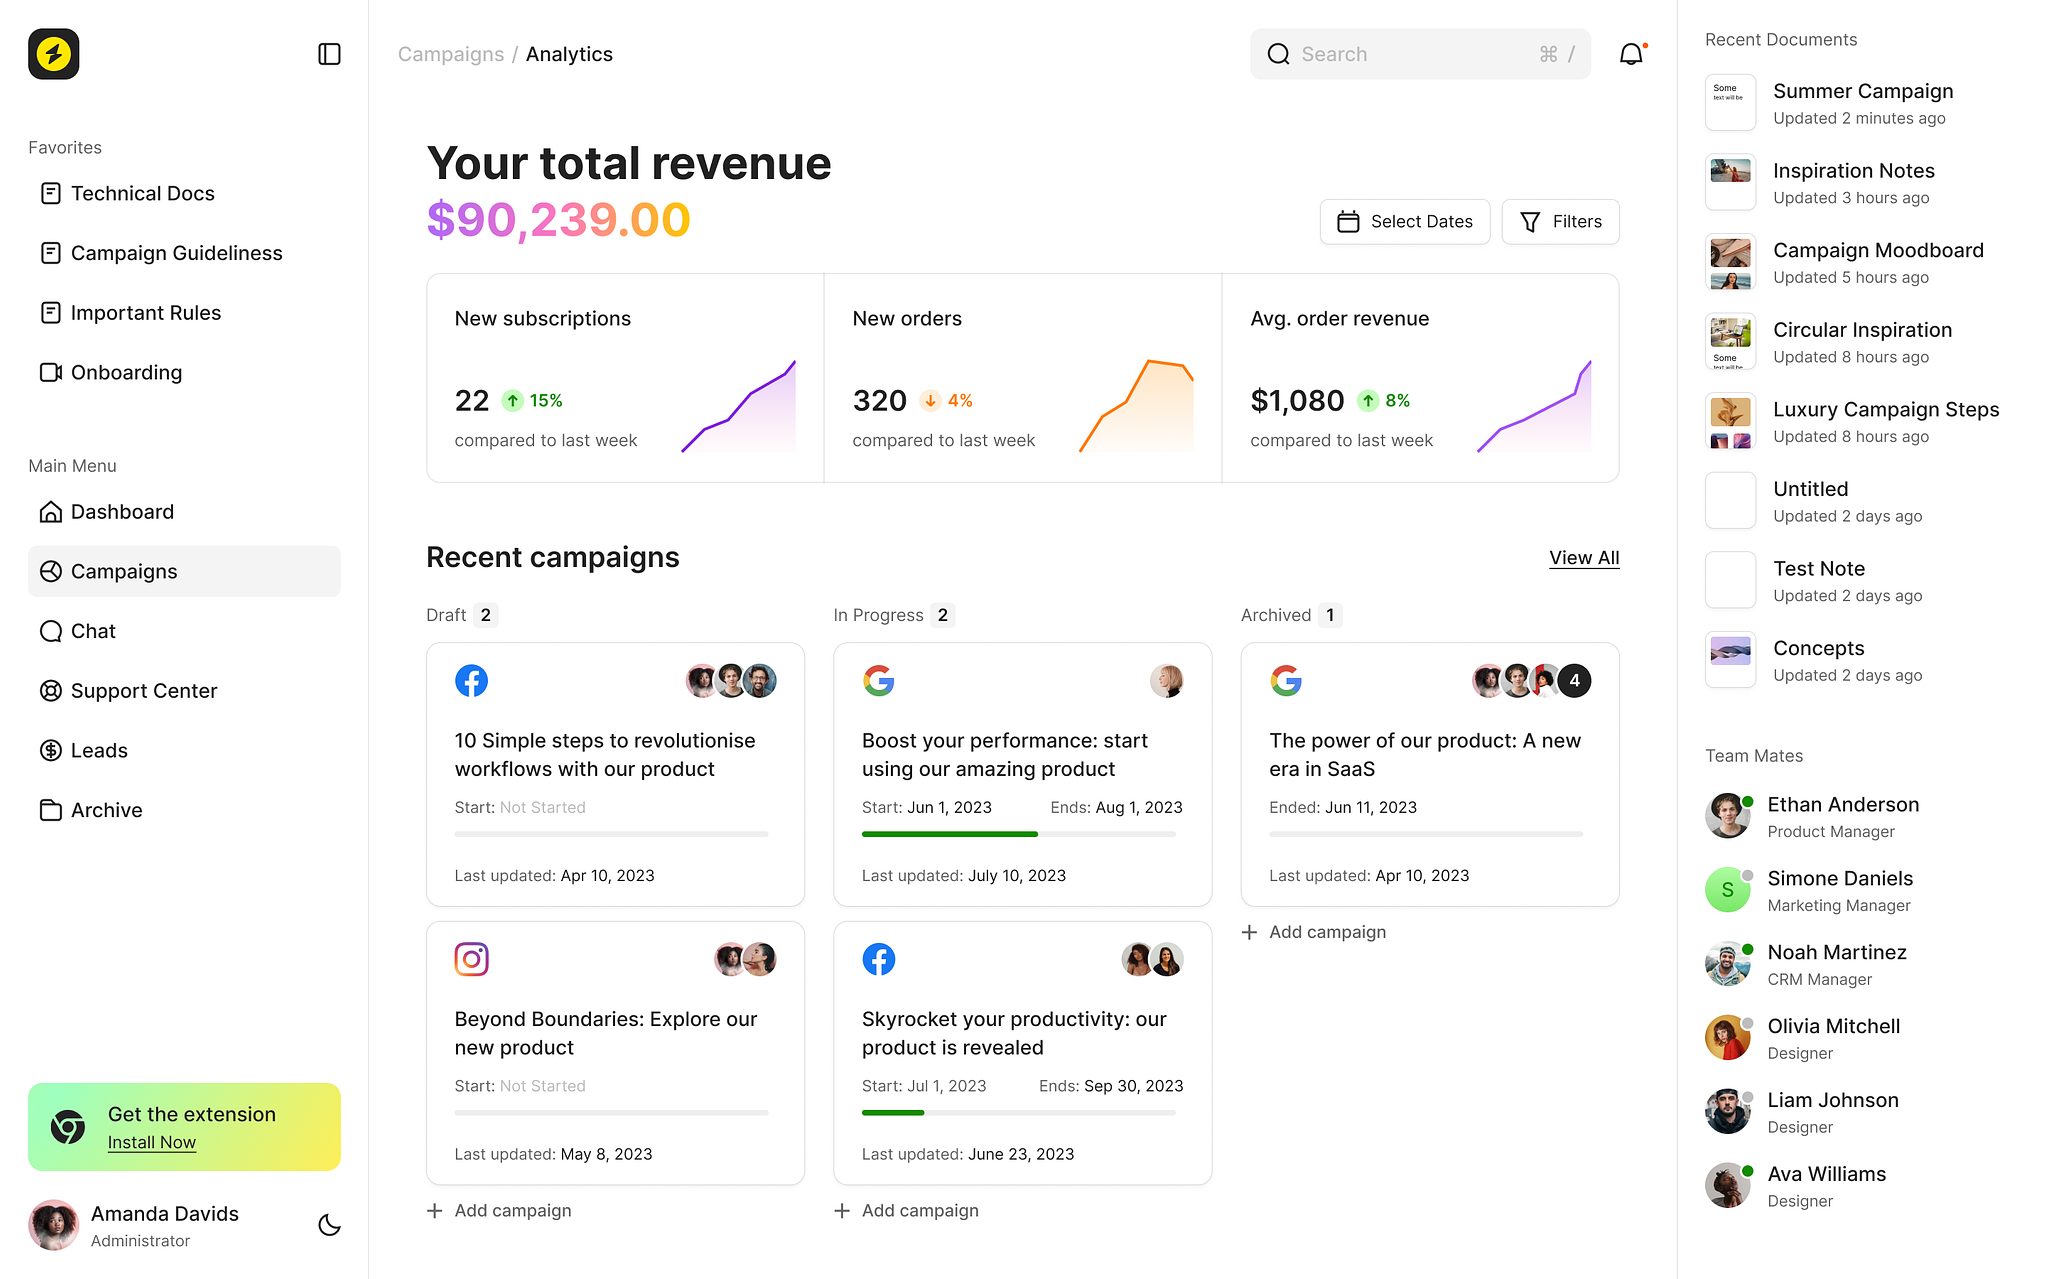 Favorites
Technical Docs
Campaign Guideliness
Important Rules
Onboarding
Main Menu
Dashboard
Campaigns
Chat
Support Center
Leads
Archive
Get the extension
Install Now
Amanda Davids
Administrator
Campaigns / Analytics
Search ⌘ /
Your total revenue
$90,239.00
Select Dates
Filters
New subscriptions
22 ↑ 15%
compared to last week
New orders
320 ↓ 4%
compared to last week
Avg. order revenue
$1,080 ↑ 8%
compared to last week
Recent campaigns
View All
Draft 2
10 Simple steps to revolutionise
workflows with our product
Start: Not Started
Last updated: Apr 10, 2023
Beyond Boundaries: Explore our
new product
Start: Not Started
Last updated: May 8, 2023
+ Add campaign
In Progress 2
Boost your performance: start
using our amazing product
Start: Jun 1, 2023 Ends: Aug 1, 2023
Last updated: July 10, 2023
Skyrocket your productivity: our
product is revealed
Start: Jul 1, 2023 Ends: Sep 30, 2023
Last updated: June 23, 2023
+ Add campaign
Archived 1
4
The power of our product: A new
era in SaaS
Ended: Jun 11, 2023
Last updated: Apr 10, 2023
+ Add campaign
Recent Documents
Some
text will be
Summer Campaign
Updated 2 minutes ago
Inspiration Notes
Updated 3 hours ago
Campaign Moodboard
Updated 5 hours ago
Some
text will be
Circular Inspiration
Updated 8 hours ago
Luxury Campaign Steps
Updated 8 hours ago
Untitled
Updated 2 days ago
Test Note
Updated 2 days ago
Concepts
Updated 2 days ago
Team Mates
Ethan Anderson
Product Manager
S
Simone Daniels
Marketing Manager
Noah Martinez
CRM Manager
Olivia Mitchell
Designer
Liam Johnson
Designer
Ava Williams
Designer